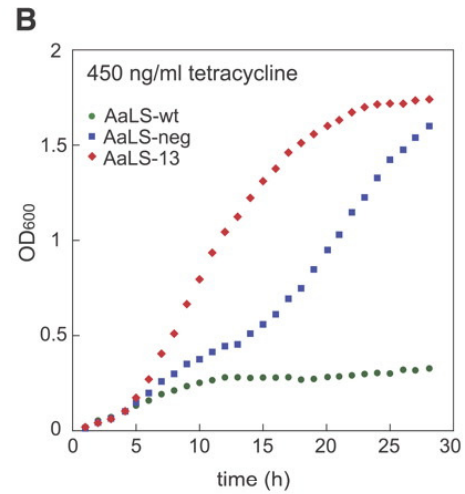 B
2
450 ng/ml tetracycline
AaLS-wt
AaLS-neg
AaLS-13
1.5
OD600
1
0.5
0
0 5 10 15 20 25 30
time (h)